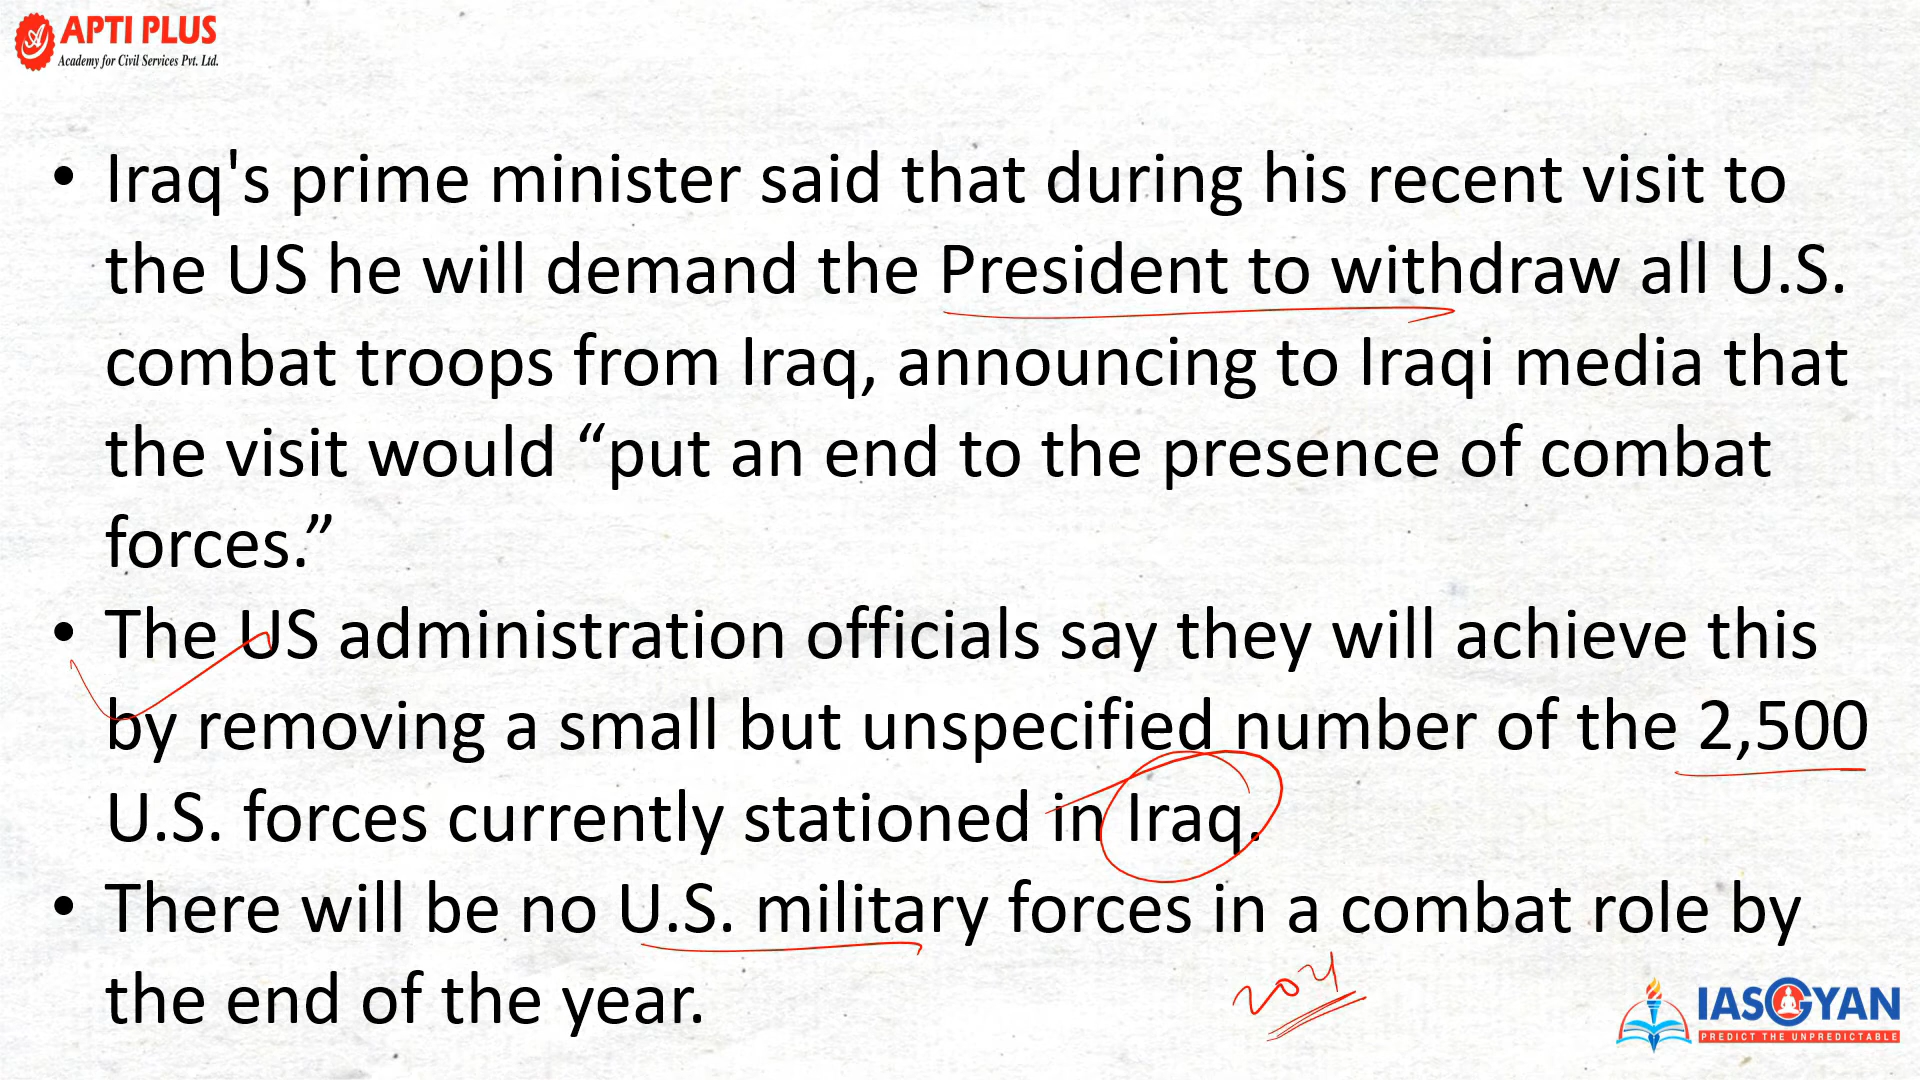 APTI PLUS
Academy for Civil Services Pvt. Ltd.
• Iraq's prime minister said that during his recent visit to
the US he will demand the President to withdraw all U.S.
combat troops from Iraq, announcing to Iraqi media that
the visit would “put an end to the presence of combat
forces.”
• The US administration officials say they will achieve this
by removing a small but unspecified number of the 2,500
U.S. forces currently stationed in Iraq.
• There will be no U.S. military forces in a combat role by
the end of the year.
IASGYAN
PREDICT THE UNPREDICTABLE